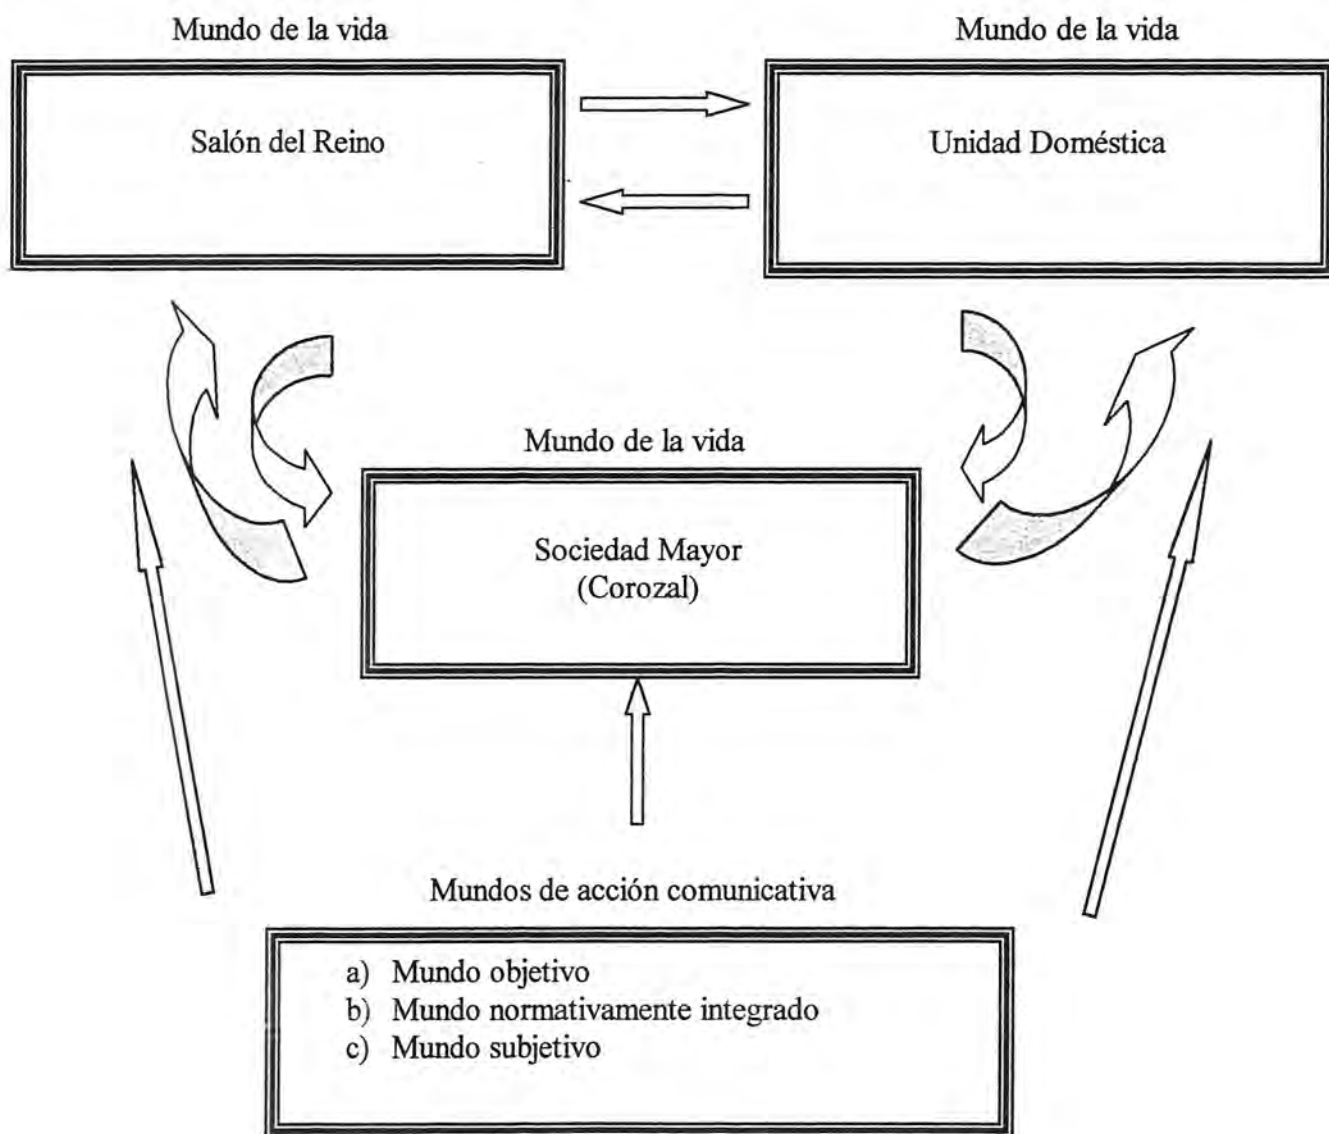 Mundo de la vida
Mundo de la vida
Salón del Reino
Unidad Doméstica
Mundo de la vida
Sociedad Mayor
(Corozal)
Mundos de acción comunicativa
a) Mundo objetivo
b) Mundo normativamente integrado
c) Mundo subjetivo